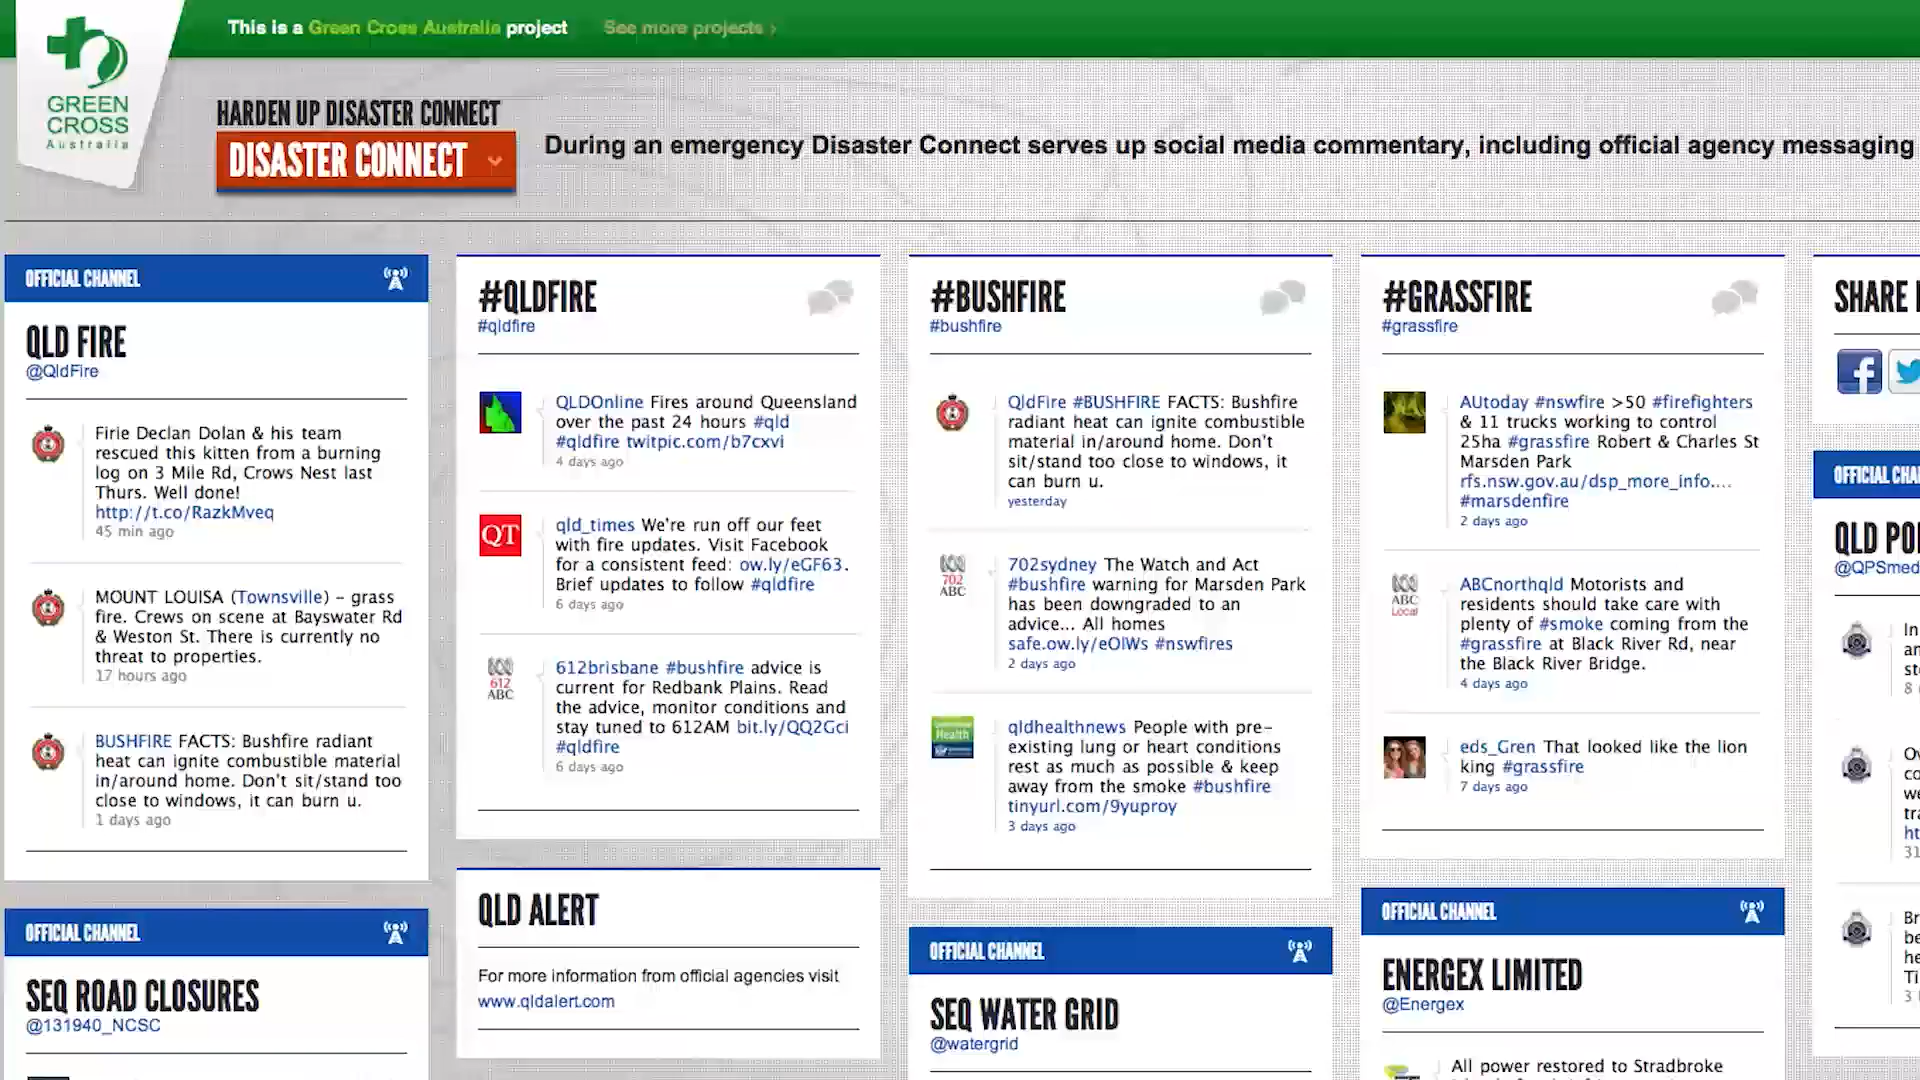 This is a Green Cross Australia project
See more projects ›
GREEN
CROSS
Australia
HARDEN UP DISASTER CONNECT
DISASTER CONNECT
During an emergency Disaster Connect serves up social media commentary, including official agency messaging
OFFICIAL CHANNEL
QLD FIRE
@QldFire
Firie Declan Dolan & his team
rescued this kitten from a burning
log on 3 Mile Rd, Crows Nest last
Thurs. Well done!
http://t.co/RazkMveq
45 min ago
MOUNT LOUISA (Townsville) - grass
fire. Crews on scene at Bayswater Rd
& Weston St. There is currently no
threat to properties.
17 hours ago
BUSHFIRE FACTS: Bushfire radiant
heat can ignite combustible material
in/around home. Don't sit/stand too
close to windows, it can burn u.
1 days ago
OFFICIAL CHANNEL
SEQ ROAD CLOSURES
@131940_NCSC
#QLDFIRE
#qldfire
QLDOnline Fires around Queensland
over the past 24 hours #qld
#qldfire twitpic.com/b7cxvi
4 days ago
QT
qld_times We're run off our feet
with fire updates. Visit Facebook
for a consistent feed: ow.ly/eGF63.
Brief updates to follow #qldfire
6 days ago
612
ABC
612brisbane #bushfire advice is
current for Redbank Plains. Read
the advice, monitor conditions and
stay tuned to 612AM bit.ly/QQ2Gci
#qldfire
6 days ago
QLD ALERT
For more information from official agencies visit
www.qldalert.com
#BUSHFIRE
#bushfire
QldFire #BUSHFIRE FACTS: Bushfire
radiant heat can ignite combustible
material in/around home. Don't
sit/stand too close to windows, it
can burn u.
yesterday
702
ABC
702sydney The Watch and Act
#bushfire warning for Marsden Park
has been downgraded to an
advice... All homes
safe.ow.ly/eOlWs #nswfires
2 days ago
Health
qldhealthnews People with pre-
existing lung or heart conditions
rest as much as possible & keep
away from the smoke #bushfire
tinyurl.com/9yuproy
3 days ago
OFFICIAL CHANNEL
SEQ WATER GRID
@watergrid
#GRASSFIRE
#grassfire
AUtoday #nswfire >50 #firefighters
& 11 trucks working to control
25ha #grassfire Robert & Charles St
Marsden Park
rfs.nsw.gov.au/dsp_more_info....
#marsdenfire
2 days ago
ABC
Local
ABCnorthqld Motorists and
residents should take care with
plenty of #smoke coming from the
#grassfire at Black River Rd, near
the Black River Bridge.
4 days ago
eds_Gren That looked like the lion
king #grassfire
7 days ago
OFFICIAL CHANNEL
ENERGEX LIMITED
@Energex
All power restored to Stradbroke
SHARE
OFFICIAL CHA
QLD PO
@QPSmed
In
an
st
8
Ov
co
we
tra
ht
31
Br
be
he
Ti
3